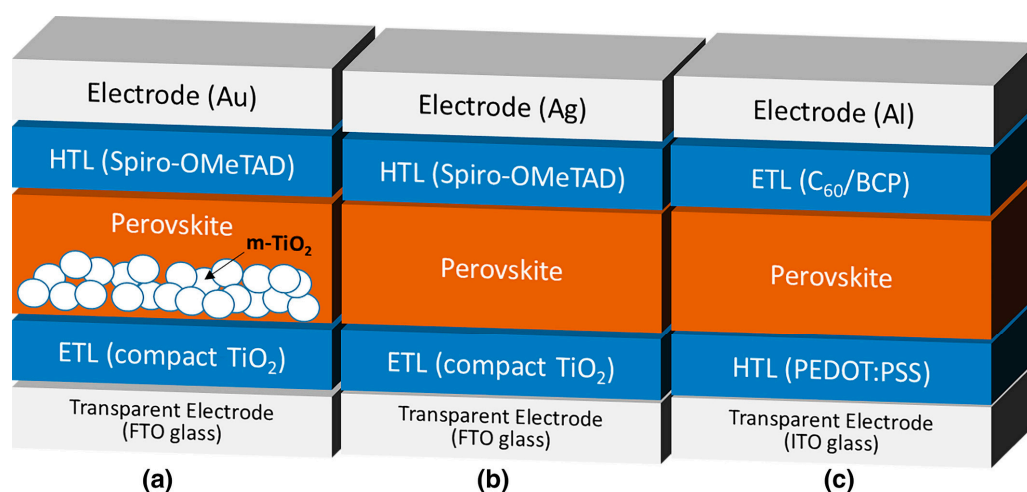 Electrode (Au)
HTL (Spiro-OMeTAD)
Perovskite
m-TiO₂
ETL (compact TiO₂)
Transparent Electrode
(FTO glass)
(a)
Electrode (Ag)
HTL (Spiro-OMeTAD)
Perovskite
ETL (compact TiO₂)
Transparent Electrode
(FTO glass)
(b)
Electrode (Al)
ETL (C₆₀/BCP)
Perovskite
HTL (PEDOT:PSS)
Transparent Electrode
(ITO glass)
(c)